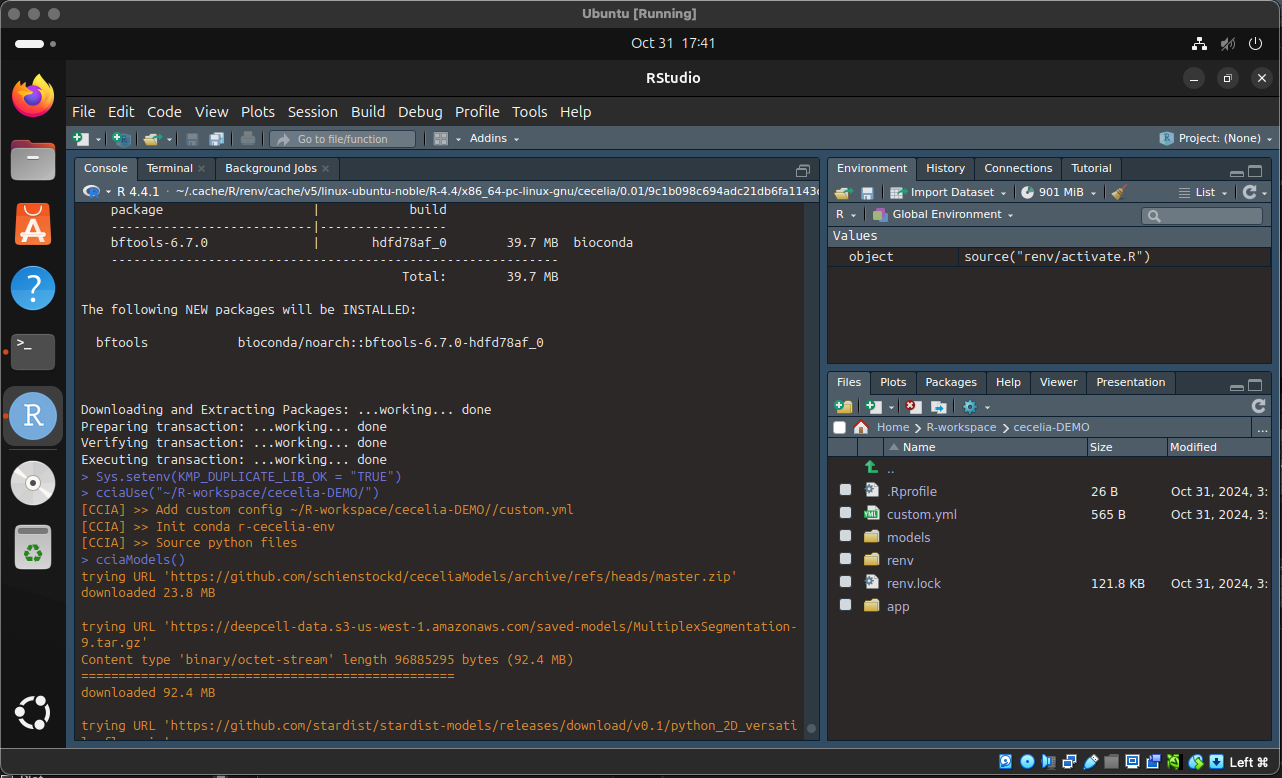 Ubuntu [Running]
Oct 31 17:41
RStudio
File Edit Code View Plots Session Build Debug Profile Tools Help
Go to file/function
Addins
Project: (None)
Console Terminal Background Jobs
R 4.4.1 · ~/.cache/R/renv/cache/v5/linux-ubuntu-noble/R-4.4/x86_64-pc-linux-gnu/cecelia/0.01/9c1b098c694adc21db6fa1143c
package | build
---------------------------|-----------------
bftools-6.7.0 | hdfd78af_0 39.7 MB bioconda
------------------------------------------------------------
Total: 39.7 MB
The following NEW packages will be INSTALLED:
bftools bioconda/noarch::bftools-6.7.0-hdfd78af_0
Downloading and Extracting Packages: ...working... done
Preparing transaction: ...working... done
Verifying transaction: ...working... done
Executing transaction: ...working... done
> Sys.setenv(KMP_DUPLICATE_LIB_OK = "TRUE")
> cciaUse("~/R-workspace/cecelia-DEMO/")
[CCIA] >> Add custom config ~/R-workspace/cecelia-DEMO//custom.yml
[CCIA] >> Init conda r-cecelia-env
[CCIA] >> Source python files
> cciaModels()
trying URL 'https://github.com/schienstockd/ceceliaModels/archive/refs/heads/master.zip'
downloaded 23.8 MB
trying URL 'https://deepcell-data.s3-us-west-1.amazonaws.com/saved-models/MultiplexSegmentation-
9.tar.gz'
Content type 'binary/octet-stream' length 96885295 bytes (92.4 MB)
==================================================
downloaded 92.4 MB
trying URL 'https://github.com/stardist/stardist-models/releases/download/v0.1/python_2D_versati
Environment History Connections Tutorial
Import Dataset 901 MiB List
R Global Environment
Values
object source("renv/activate.R")
Files Plots Packages Help Viewer Presentation
Home R-workspace cecelia-DEMO ...
Name Size Modified
..
.Rprofile 26 B Oct 31, 2024, 3:
custom.yml 565 B Oct 31, 2024, 3:
models
renv
renv.lock 121.8 KB Oct 31, 2024, 3:
app
Left ⌘